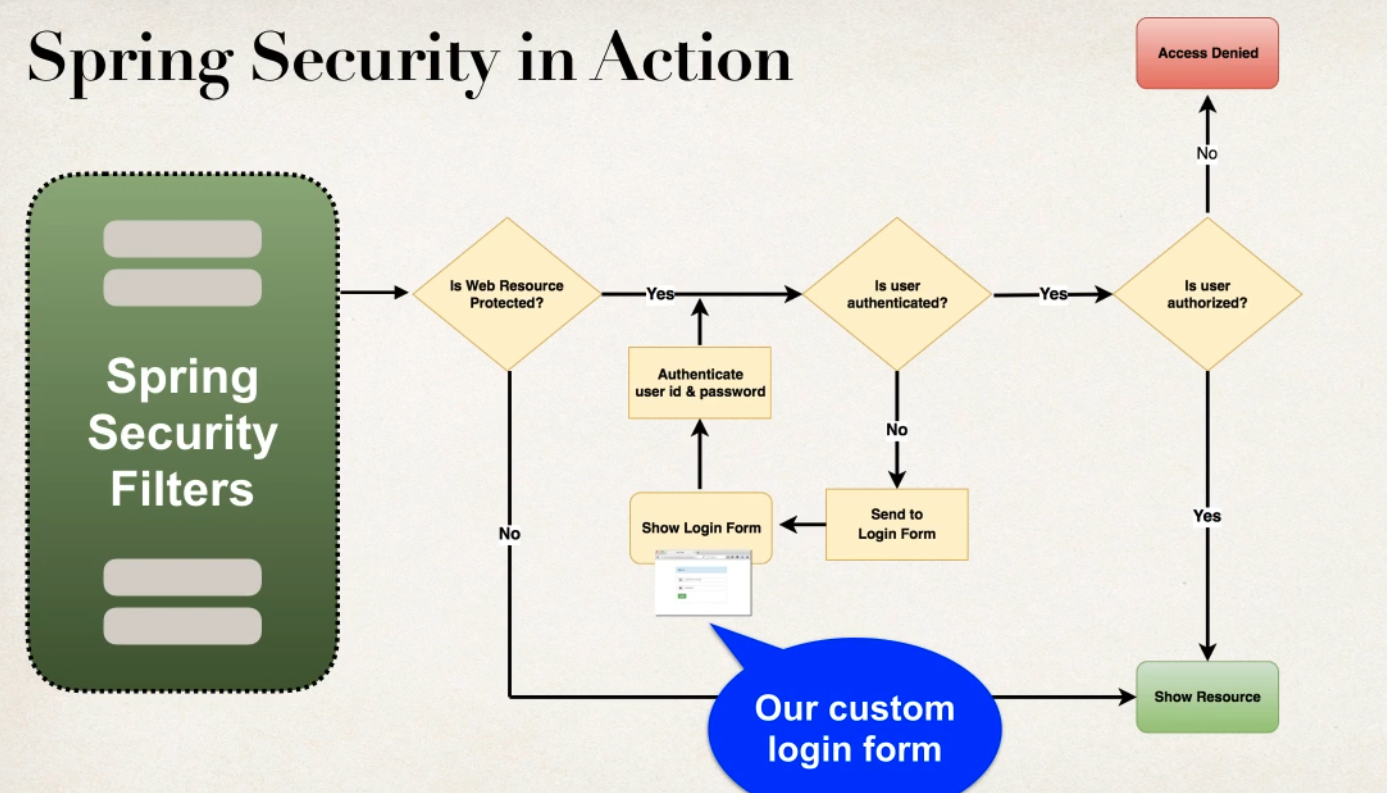 Spring Security in Action
Access Denied
No
Spring
Security
Filters
Is Web Resource
Protected?
Yes
Is user
authenticated?
Yes
Is user
authorized?
Authenticate
user id & password
No
Show Login Form
Send to
Login Form
No
Yes
Our custom
login form
Show Resource